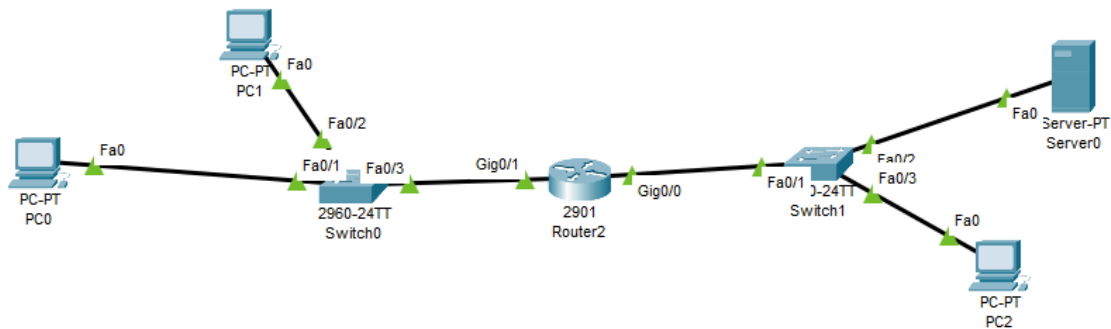 PC-PT
PC1
Fa0
Fa0/2
PC-PT
PC0
Fa0
Fa0/1
Fa0/3
2960-24TT
Switch0
Gig0/1
2901
Router2
Gig0/0
Fa0/1
Fa0/2
Fa0/3
0-24TT
Switch1
Fa0
Server-PT
Server0
Fa0
PC-PT
PC2